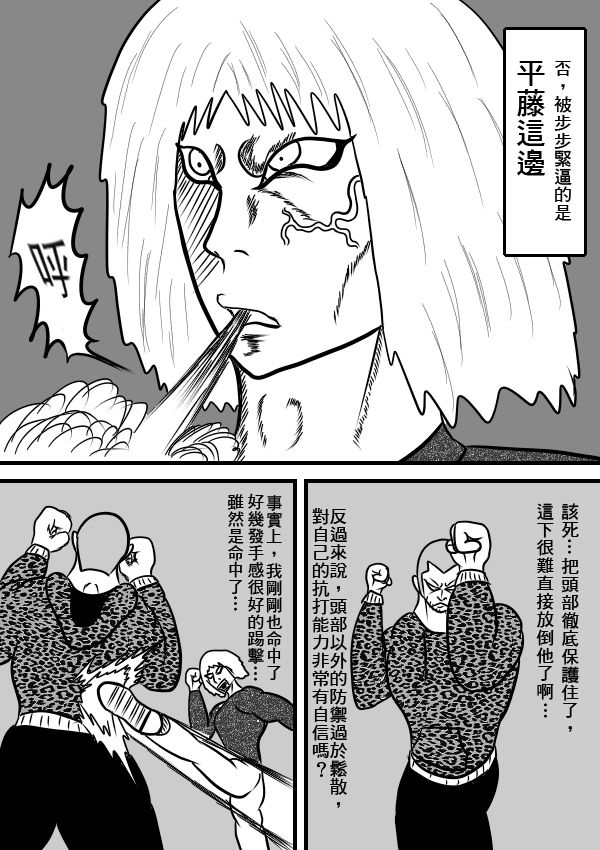 否，被步步緊逼的是
平藤這邊
呼
該死…把頭部徹底保護住了，
這下很難直接放倒他了啊…
反過來說，頭部以外的防禦過於鬆散，
對自己的抗打能力非常有自信嗎？
事實上，我剛剛也命中了
好幾發手感很好的踢擊…
雖然是命中了…